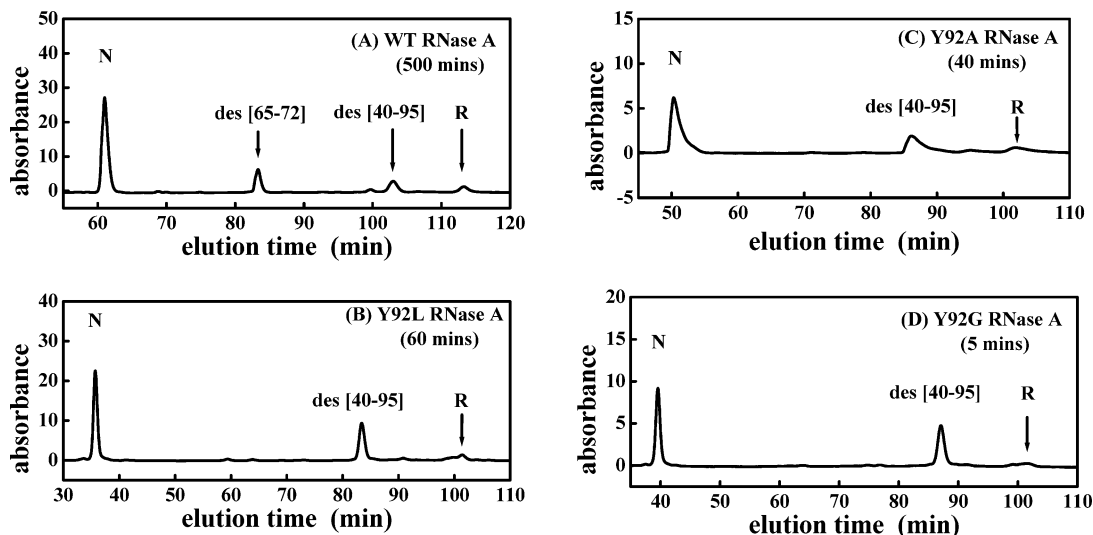 (A) WT RNase A
(500 mins)
N
des [65-72]
des [40-95]
R
absorbance
50
40
30
20
10
0
60
70
80
90
100
110
120
elution time (min)
(C) Y92A RNase A
(40 mins)
N
des [40-95]
R
absorbance
15
10
5
0
-5
50
60
70
80
90
100
110
elution time (min)
(B) Y92L RNase A
(60 mins)
N
des [40-95]
R
absorbance
40
30
20
10
0
30
40
50
60
70
80
90
100
110
elution time (min)
(D) Y92G RNase A
(5 mins)
N
des [40-95]
R
absorbance
20
15
10
5
0
40
50
60
70
80
90
100
110
elution time (min)